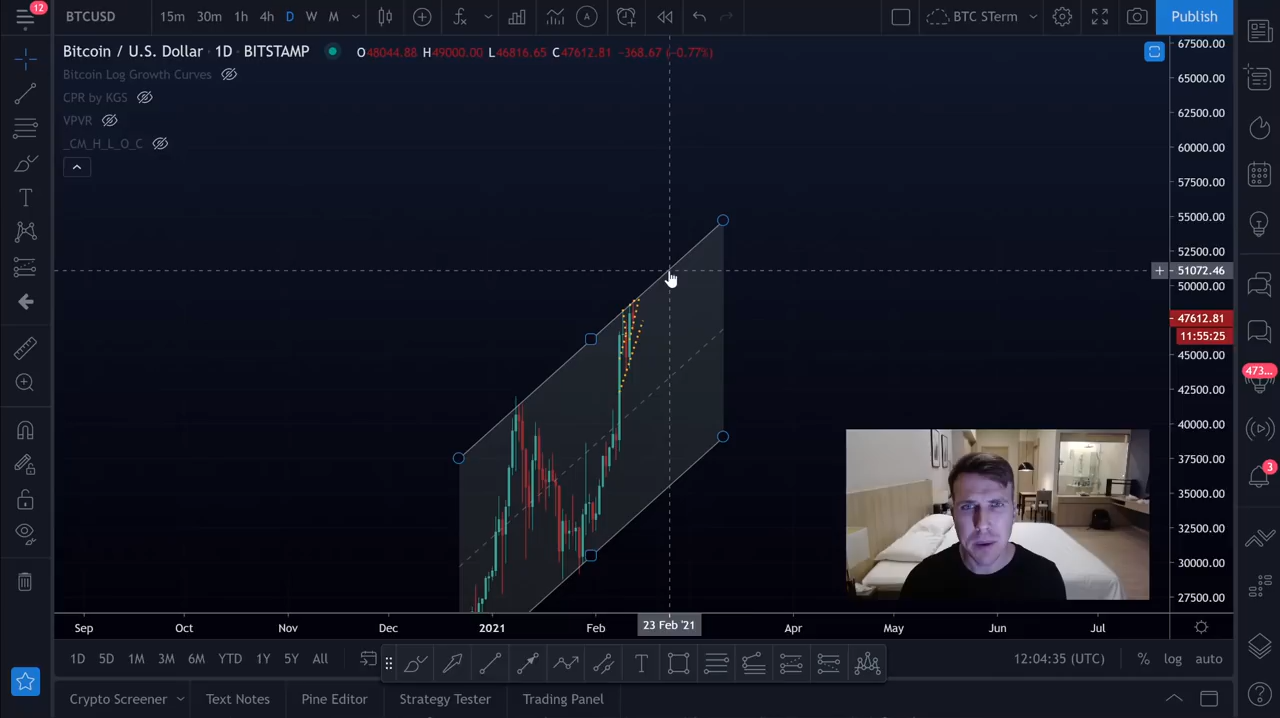 12
BTCUSD
15m 30m 1h 4h D W M
BTC STerm
Publish
Bitcoin / U.S. Dollar · 1D · BITSTAMP
O48044.88 H49000.00 L46816.65 C47612.81 -368.67 (-0.77%)
Bitcoin Log Growth Curves
CPR by KGS
VPVR
_CM_H_L_O_C
67500.00
65000.00
62500.00
60000.00
57500.00
55000.00
52500.00
51072.46
50000.00
47612.81
11:55:25
45000.00
42500.00
40000.00
37500.00
35000.00
32500.00
30000.00
27500.00
473...
3
Sep Oct Nov Dec 2021 Feb 23 Feb '21 Apr May Jun Jul
1D 5D 1M 3M 6M YTD 1Y 5Y All
12:04:35 (UTC) % log auto
Crypto Screener Text Notes Pine Editor Strategy Tester Trading Panel